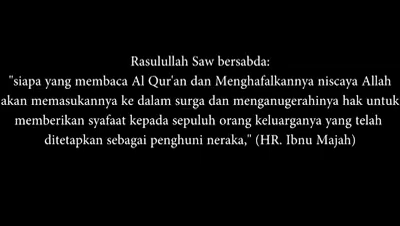 Rasulullah Saw bersabda:
"siapa yang membaca Al Qur'an dan Menghafalkannya niscaya Allah
akan memasukannya ke dalam surga dan menganugerahinya hak untuk
memberikan syafaat kepada sepuluh orang keluarganya yang telah
ditetapkan sebagai penghuni neraka," (HR. Ibnu Majah)